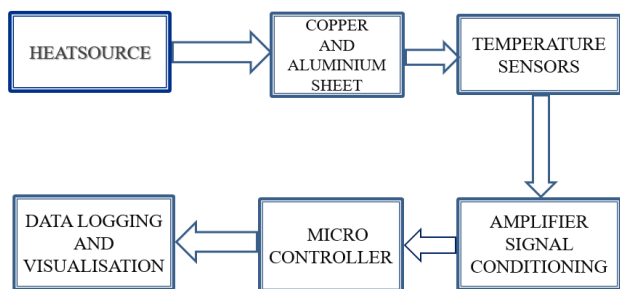 HEATSOURCE
COPPER
AND
ALUMINIUM
SHEET
TEMPERATURE
SENSORS
AMPLIFIER
SIGNAL
CONDITIONING
MICRO
CONTROLLER
DATA LOGGING
AND
VISUALISATION